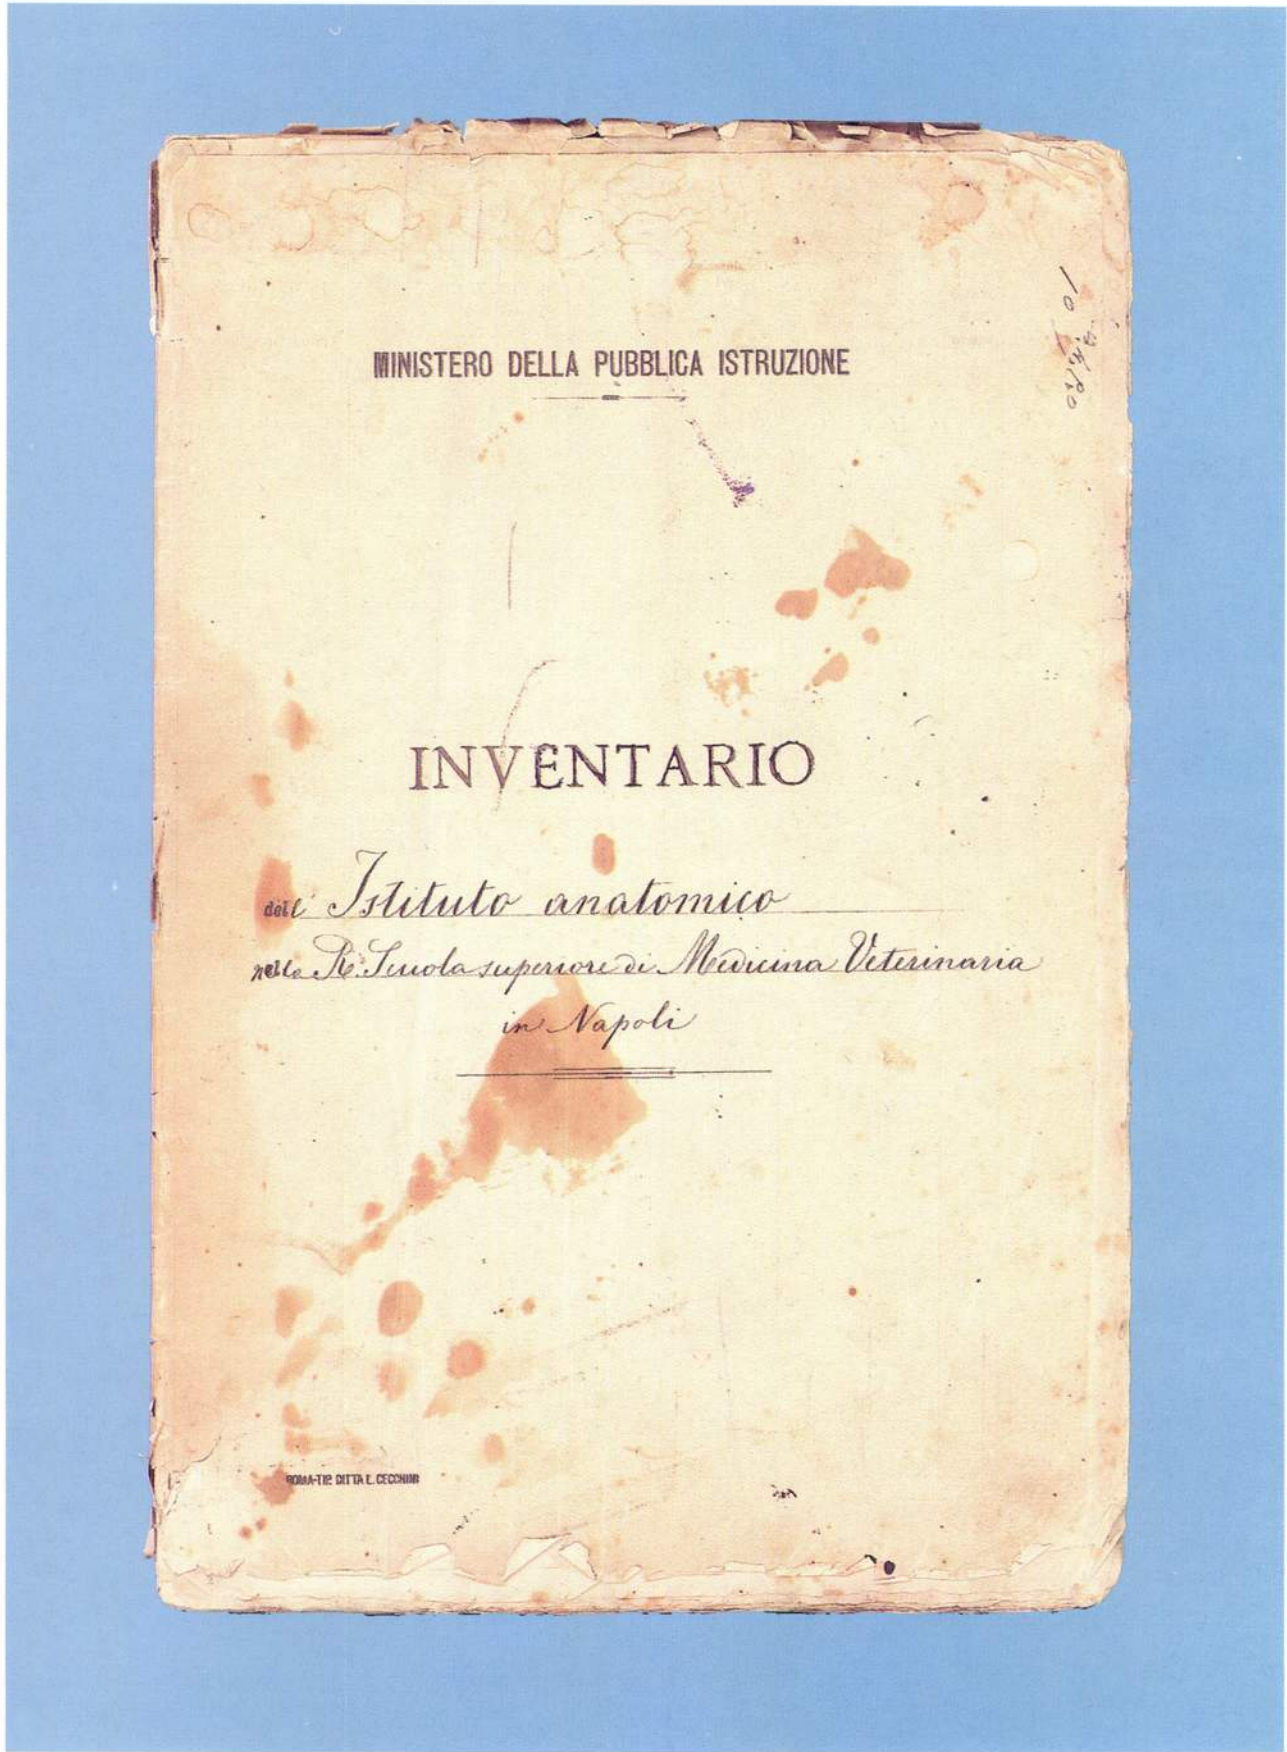 MINISTERO DELLA PUBBLICA ISTRUZIONE
INVENTARIO
dell' Istituto anatomico
nella R. Scuola superiore di Medicina Veterinaria
in Napoli
ROMA-TIP. DITTA L. CECCHINI